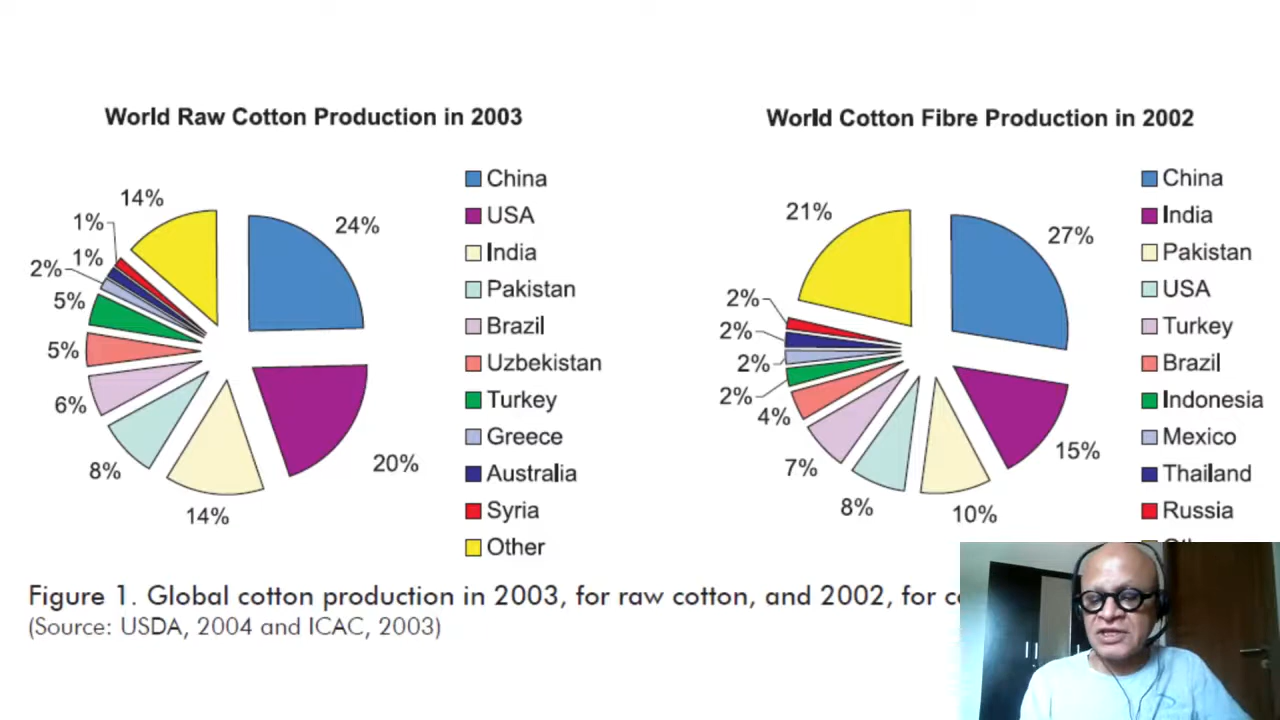 World Raw Cotton Production in 2003
14%
1%
1%
2%
5%
5%
6%
8%
14%
20%
24%
China
USA
India
Pakistan
Brazil
Uzbekistan
Turkey
Greece
Australia
Syria
Other
World Cotton Fibre Production in 2002
21%
2%
2%
2%
2%
4%
7%
8%
10%
15%
27%
China
India
Pakistan
USA
Turkey
Brazil
Indonesia
Mexico
Thailand
Russia
Figure 1. Global cotton production in 2003, for raw cotton, and 2002, for
(Source: USDA, 2004 and ICAC, 2003)